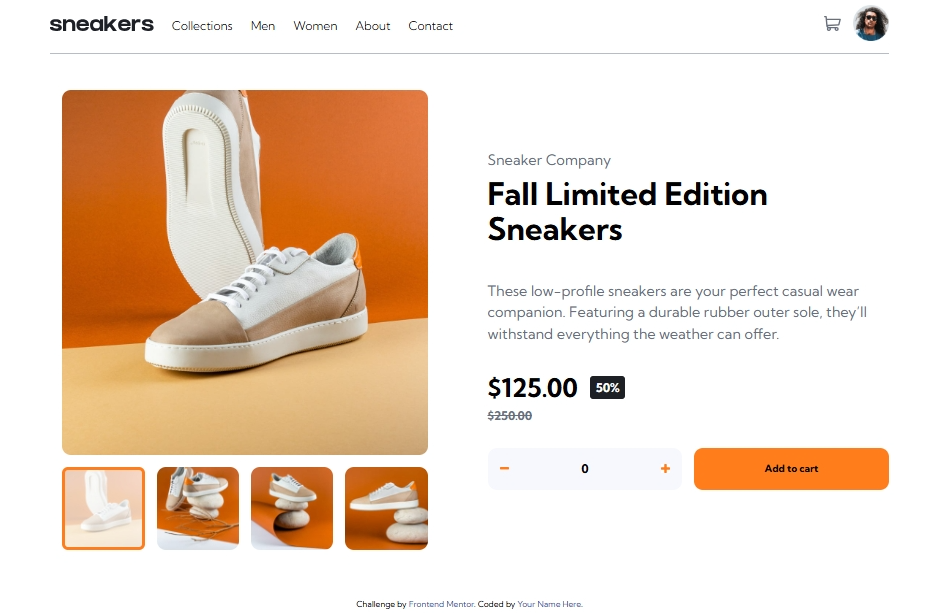 sneakers Collections Men Women About Contact
Sneaker Company
Fall Limited Edition
Sneakers
These low-profile sneakers are your perfect casual wear
companion. Featuring a durable rubber outer sole, they'll
withstand everything the weather can offer.
$125.00 50%
$250.00
− 0 + Add to cart
Challenge by Frontend Mentor. Coded by Your Name Here.